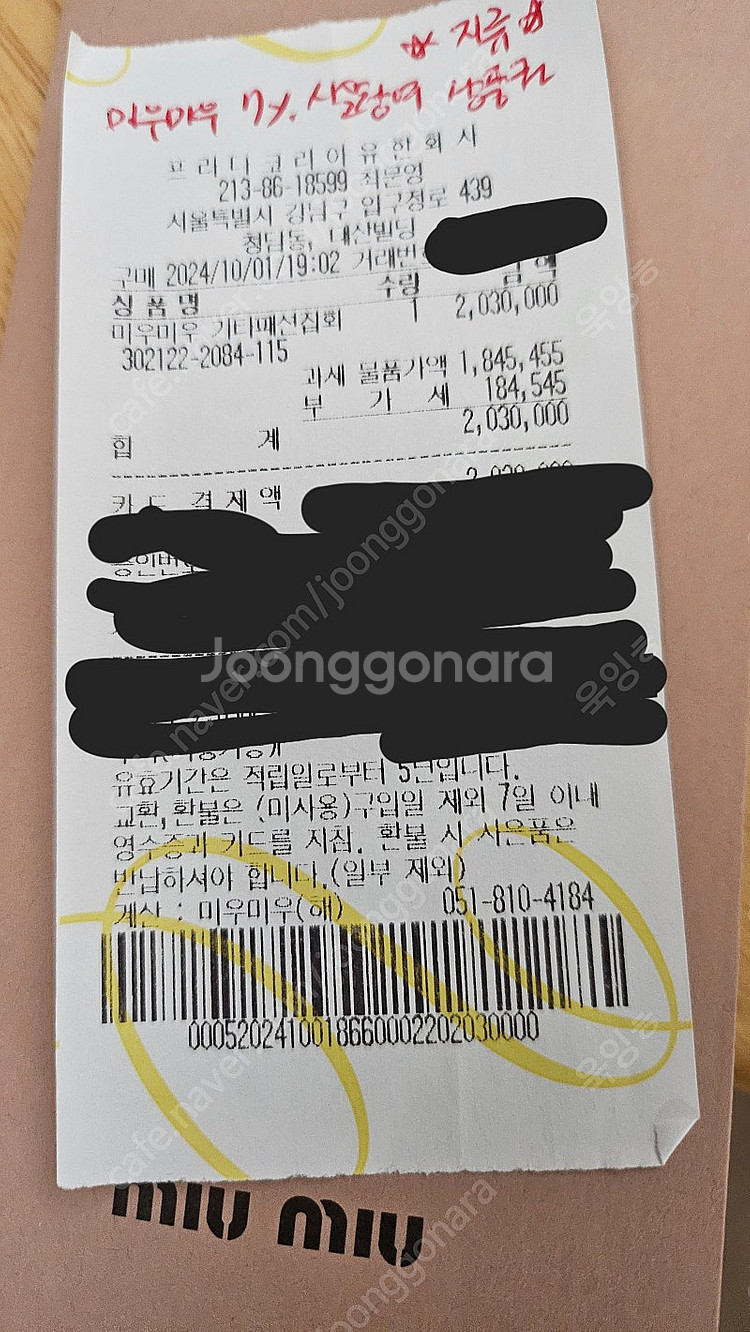 ☆ 지류 ☆
미우미우 7%. 사은참여 상품권
프라다코리아유한회사
213-86-18599 최문영
서울특별시 강남구 압구정로 439
청담동, 대산빌딩
구매 2024/10/01/19:02 거래번
상품명 수량 금액
미우미우 기타패션잡화 1 2,030,000
302122-2084-115
과세 물품가액 1,845,455
부 가 세 184,545
합 계 2,030,000
카드 결제액
승인번
Joonggonara
유효기간은 적립일로부터 5년입니다.
교환,환불은 (미사용)구입일 제외 7일 이내
영수증과 카드를 지참. 환불 시 사은품은
반납하셔야 합니다.(일부 제외)
계산 : 미우미우(해) 051-810-4184
0005202410018660002202030000
miu miu